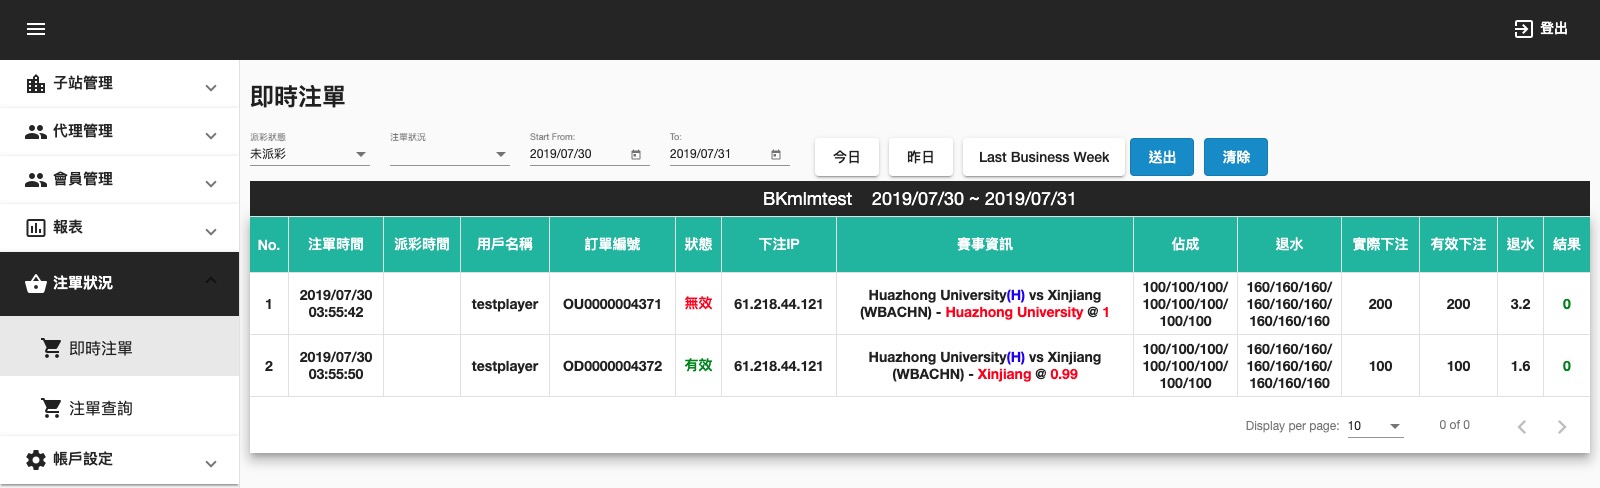 登出
子站管理
代理管理
會員管理
報表
注單狀況
即時注單
注單查詢
帳戶設定
即時注單
派彩狀態 注單狀況 Start From: To:
未派彩 2019/07/30 2019/07/31 今日 昨日 Last Business Week 送出 清除
BKmlmtest 2019/07/30 ~ 2019/07/31
No. 注單時間 派彩時間 用戶名稱 訂單編號 狀態 下注IP 賽事資訊 佔成 退水 實際下注 有效下注 退水 結果
2019/07/30 Huazhong University(H) vs Xinjiang 100/100/100/ 160/160/160/
1 testplayer OU0000004371 無效 61.218.44.121 100/100/100/ 160/160/160/ 200 200 3.2 0
03:55:42 (WBACHN) - Huazhong University @ 1 100/100 160/160/160
2019/07/30 Huazhong University(H) vs Xinjiang 100/100/100/ 160/160/160/
2 testplayer OD0000004372 有效 61.218.44.121 100/100/100/ 160/160/160/ 100 100 1.6 0
03:55:50 (WBACHN) - Xinjiang @ 0.99 100/100 160/160/160
Display per page: 10 0 of 0